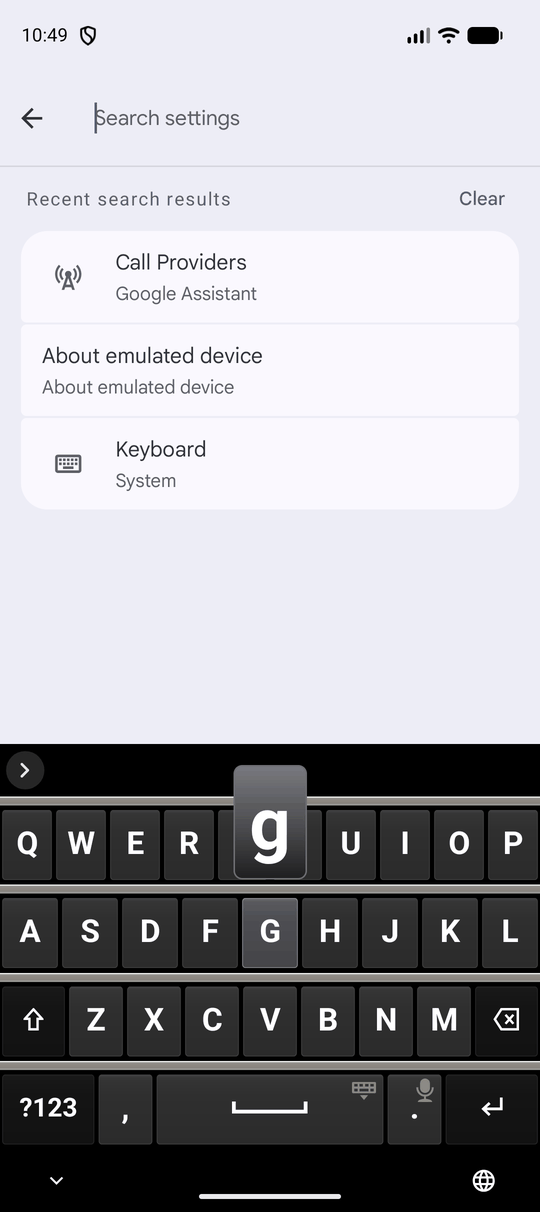 10:49
Search settings
Recent search results Clear
Call Providers
Google Assistant
About emulated device
About emulated device
Keyboard
System
g
Q W E R U I O P
A S D F G H J K L
Z X C V B N M
?123 , .